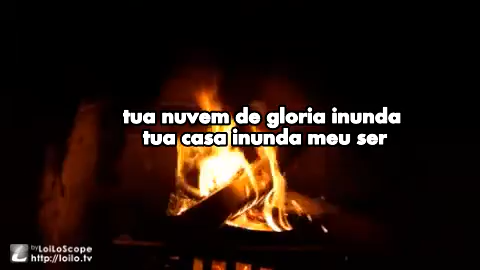 tua nuvem de gloria inunda
tua casa inunda meu ser
by LoiLoScope
http://loilo.tv